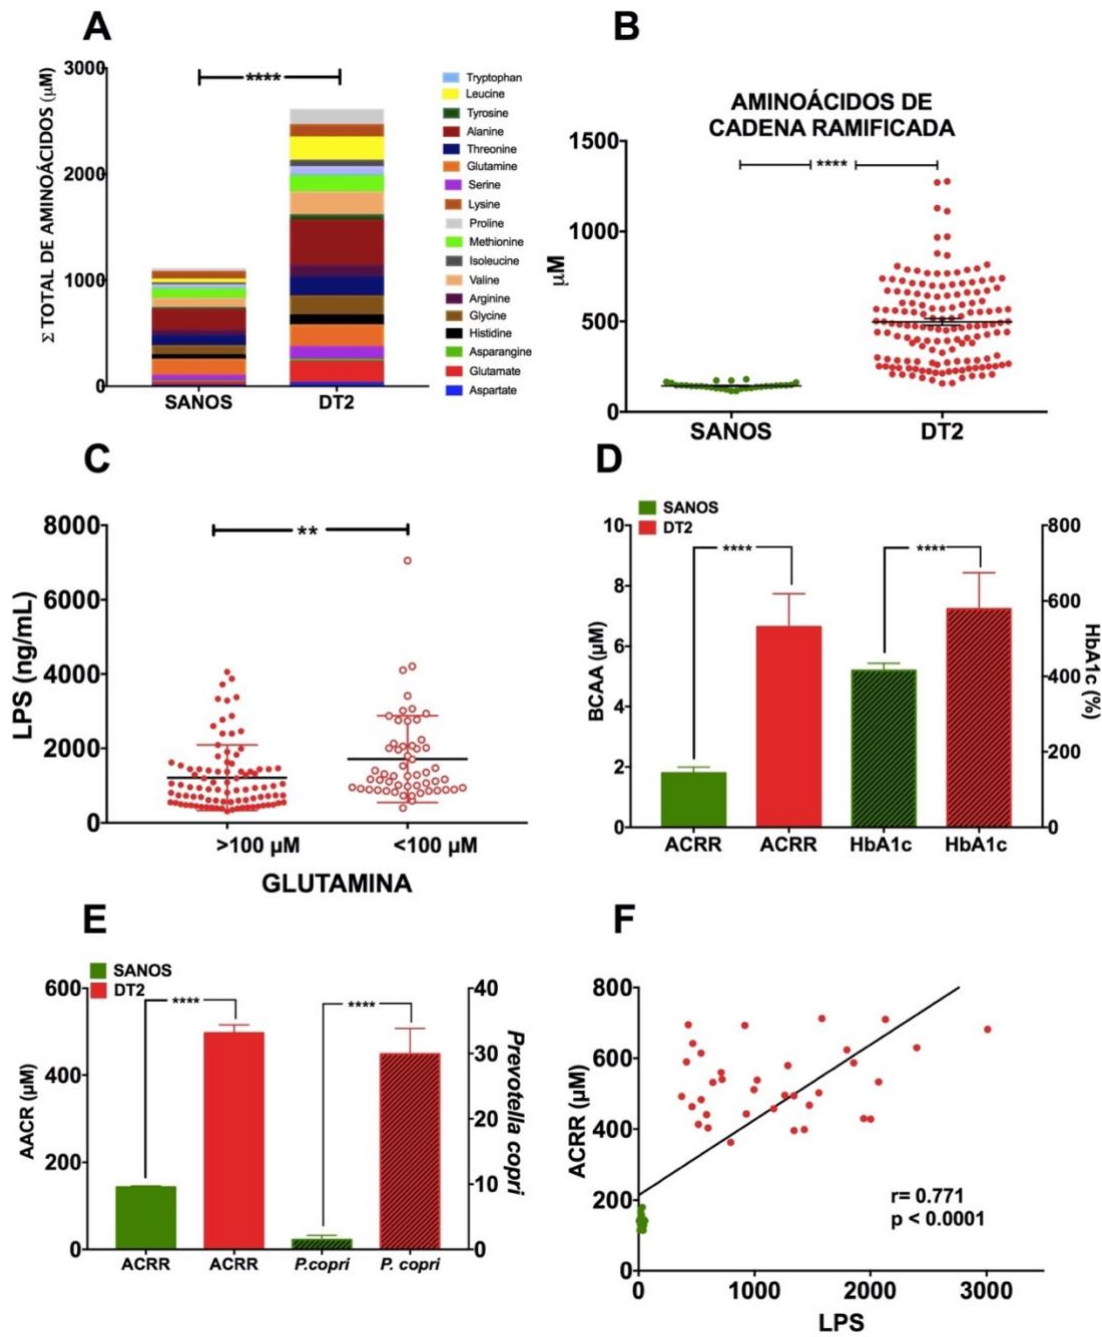 A
Σ TOTAL DE AMINOÁCIDOS (μM)
3000
2000
1000
0
****
SANOS
DT2
Tryptophan
Leucine
Tyrosine
Alanine
Threonine
Glutamine
Serine
Lysine
Proline
Methionine
Isoleucine
Valine
Arginine
Glycine
Histidine
Asparangine
Glutamate
Aspartate
B
AMINOÁCIDOS DE
CADENA RAMIFICADA
μM
1500
1000
500
0
****
SANOS
DT2
C
LPS (ng/mL)
8000
6000
4000
2000
0
**
>100 μM
<100 μM
GLUTAMINA
D
SANOS
DT2
BCAA (μM)
10
8
6
4
2
0
****
****
800
600
400
200
0
HbA1c (%)
ACRR
ACRR
HbA1c
HbA1c
E
SANOS
DT2
AACR (μM)
600
400
200
0
****
****
40
30
20
10
0
Prevotella copri
ACRR
ACRR
P.copri
P. copri
F
ACRR (μM)
800
600
400
200
0
r= 0.771
p < 0.0001
0
1000
2000
3000
LPS